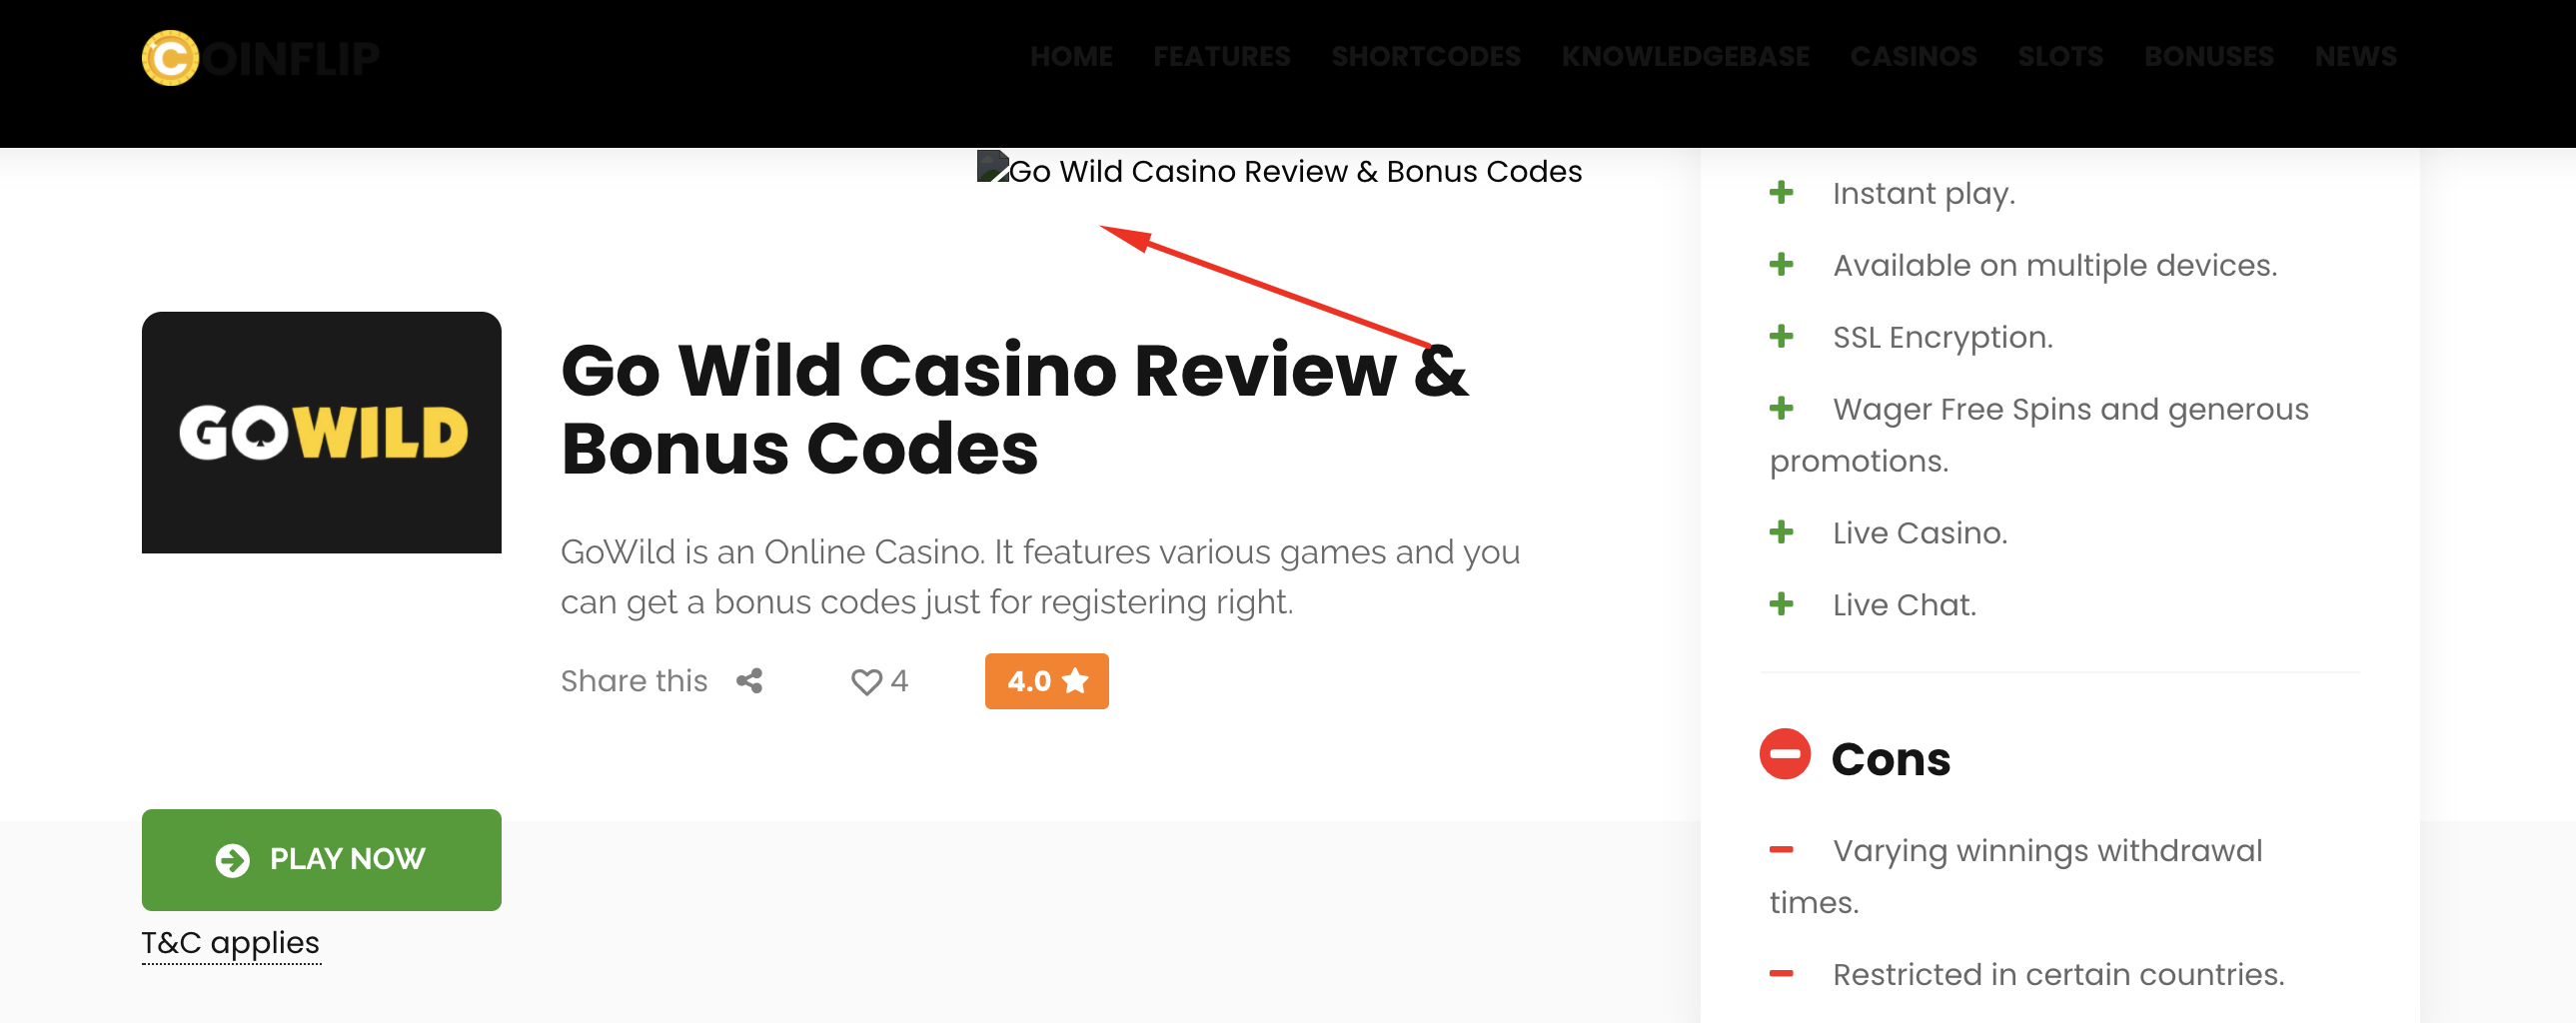 COINFLIP
HOME FEATURES SHORTCODES KNOWLEDGEBASE CASINOS SLOTS BONUSES NEWS
Go Wild Casino Review & Bonus Codes
GOWILD
Go Wild Casino Review &
Bonus Codes
GoWild is an Online Casino. It features various games and you
can get a bonus codes just for registering right.
Share this
4
4.0
PLAY NOW
T&C applies
Instant play.
Available on multiple devices.
SSL Encryption.
Wager Free Spins and generous
promotions.
Live Casino.
Live Chat.
Cons
Varying winnings withdrawal
times.
Restricted in certain countries.